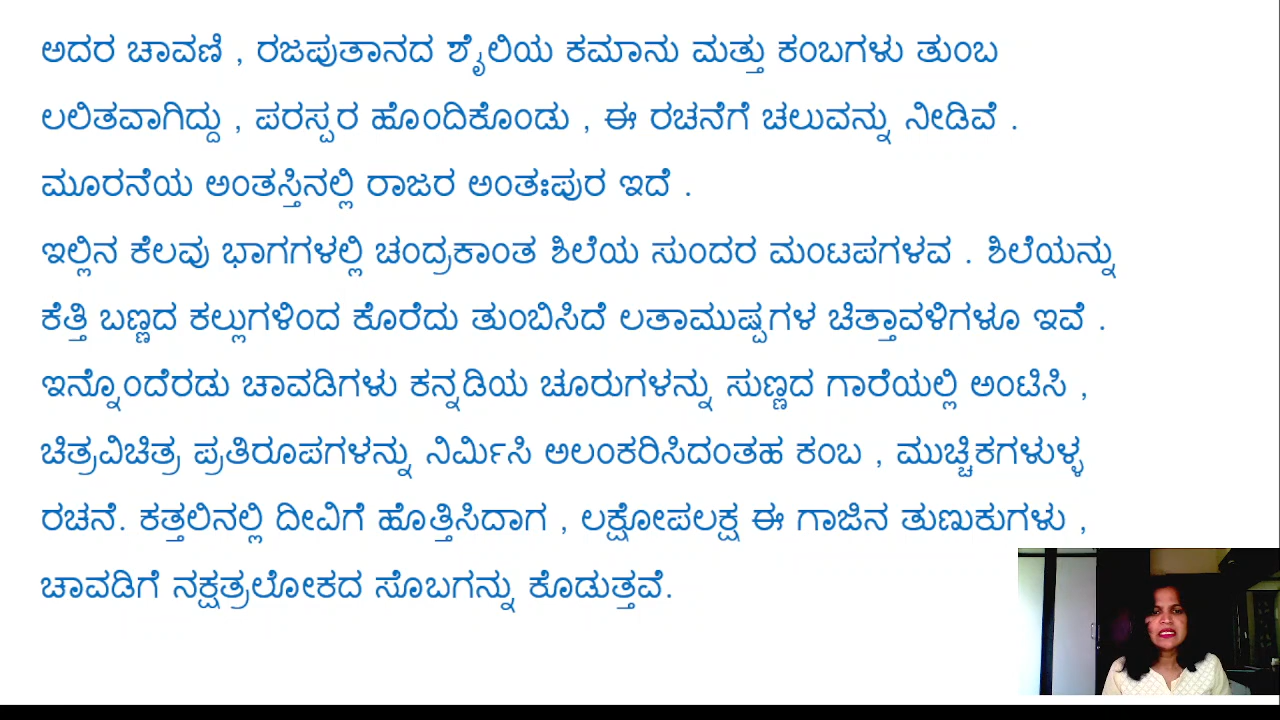 ಅದರ ಚಾವಣಿ , ರಜಪುತಾನದ ಶೈಲಿಯ ಕಮಾನು ಮತ್ತು ಕಂಬಗಳು ತುಂಬ
ಲಲಿತವಾಗಿದ್ದು , ಪರಸ್ಪರ ಹೊಂದಿಕೊಂಡು , ಈ ರಚನೆಗೆ ಚಲುವನ್ನು ನೀಡಿವೆ .
ಮೂರನೆಯ ಅಂತಸ್ತಿನಲ್ಲಿ ರಾಜರ ಅಂತಃಪುರ ಇದೆ .
ಇಲ್ಲಿನ ಕೆಲವು ಭಾಗಗಳಲ್ಲಿ ಚಂದ್ರಕಾಂತ ಶಿಲೆಯ ಸುಂದರ ಮಂಟಪಗಳವ . ಶಿಲೆಯನ್ನು
ಕೆತ್ತಿ ಬಣ್ಣದ ಕಲ್ಲುಗಳಿಂದ ಕೊರೆದು ತುಂಬಿಸಿದೆ ಲತಾಮುಷ್ಪಗಳ ಚಿತ್ತಾವಳಿಗಳೂ ಇವೆ .
ಇನ್ನೊಂದೆರಡು ಚಾವಡಿಗಳು ಕನ್ನಡಿಯ ಚೂರುಗಳನ್ನು ಸುಣ್ಣದ ಗಾರೆಯಲ್ಲಿ ಅಂಟಿಸಿ ,
ಚಿತ್ರವಿಚಿತ್ರ ಪ್ರತಿರೂಪಗಳನ್ನು ನಿರ್ಮಿಸಿ ಅಲಂಕರಿಸಿದಂತಹ ಕಂಬ , ಮುಚ್ಚಿಕಗಳುಳ್ಳ
ರಚನೆ. ಕತ್ತಲಿನಲ್ಲಿ ದೀವಿಗೆ ಹೊತ್ತಿಸಿದಾಗ , ಲಕ್ಷೋಪಲಕ್ಷ ಈ ಗಾಜಿನ ತುಣುಕುಗಳು ,
ಚಾವಡಿಗೆ ನಕ್ಷತ್ರಲೋಕದ ಸೊಬಗನ್ನು ಕೊಡುತ್ತವೆ.